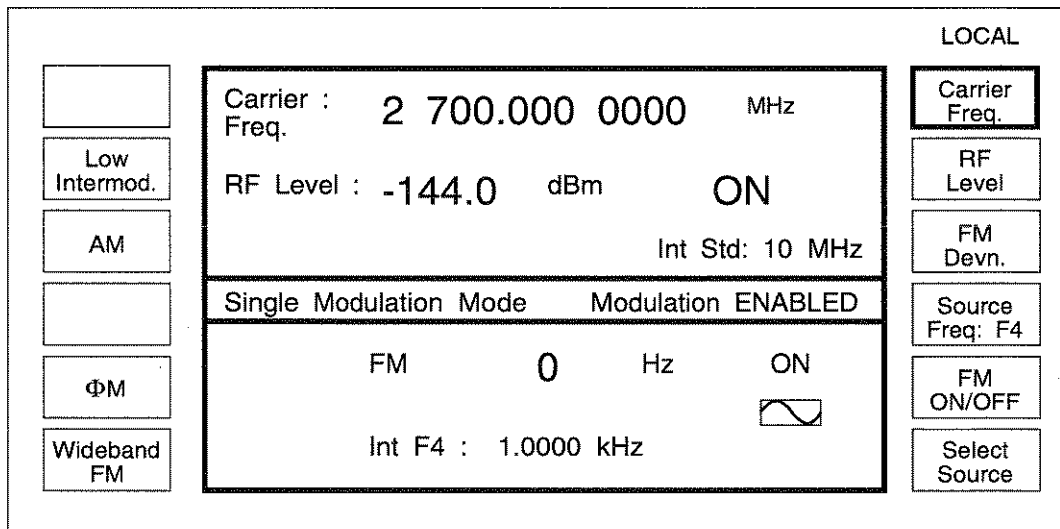 LOCAL
Low
Intermod.
AM
ΦM
Wideband
FM
Carrier :
Freq.
2 700.000 0000 MHz
RF Level : -144.0 dBm ON
Int Std: 10 MHz
Single Modulation Mode Modulation ENABLED
FM 0 Hz ON
Int F4 : 1.0000 kHz
Carrier
Freq.
RF
Level
FM
Devn.
Source
Freq: F4
FM
ON/OFF
Select
Source